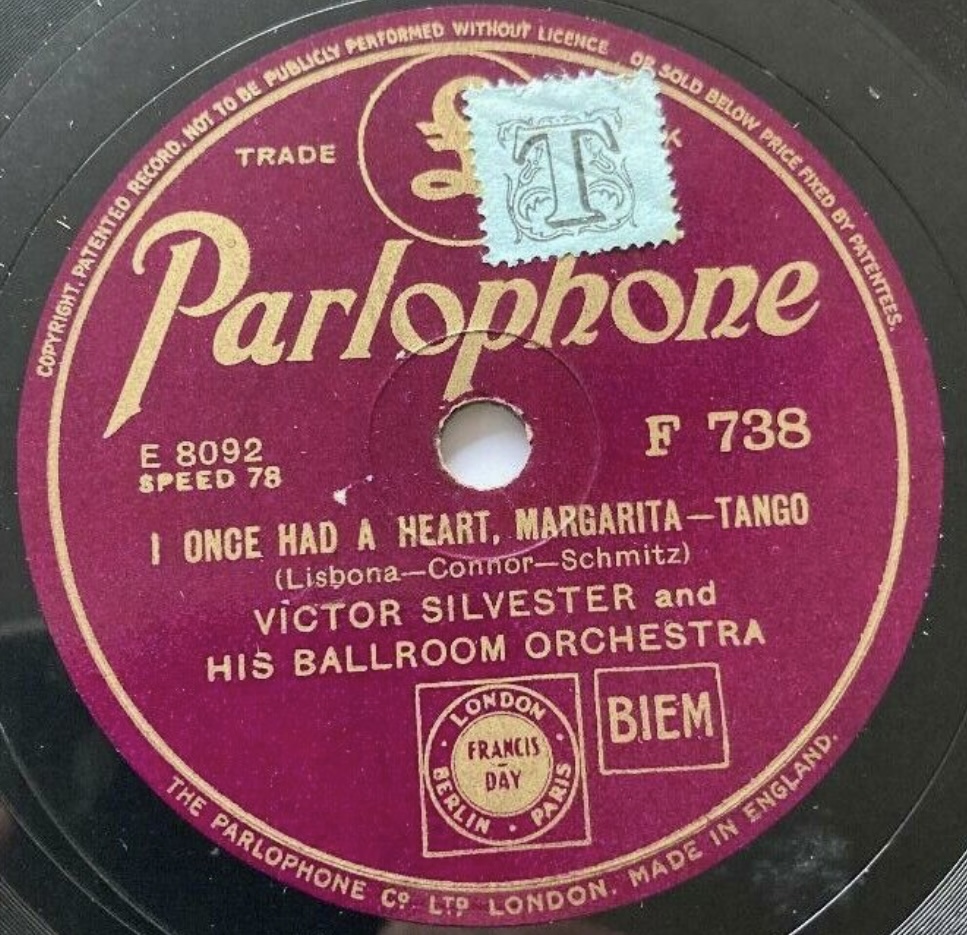 COPYRIGHT. PATENTED RECORD. NOT TO BE PUBLICLY PERFORMED WITHOUT LICENCE OR SOLD BELOW PRICE FIXED BY PATENTEES.
TRADE
T
Parlophone
E 8092
F 738
SPEED 78
I ONCE HAD A HEART, MARGARITA—TANGO
(Lisbona—Connor—Schmitz)
VICTOR SILVESTER and
HIS BALLROOM ORCHESTRA
LONDON
FRANCIS
DAY
BERLIN · PARIS
BIEM
THE PARLOPHONE Cº. LTD LONDON. MADE IN ENGLAND.